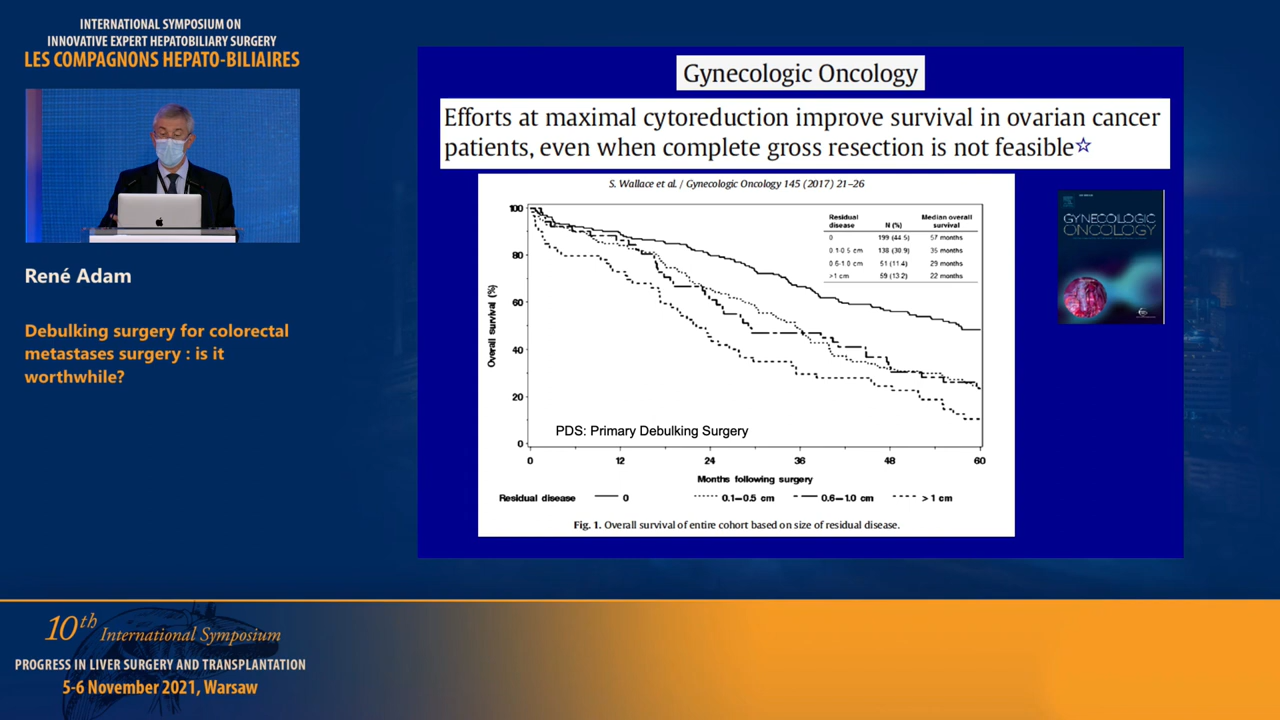 INTERNATIONAL SYMPOSIUM ON
INNOVATIVE EXPERT HEPATOBILIARY SURGERY
LES COMPAGNONS HEPATO-BILIAIRES
René Adam
Debulking surgery for colorectal
metastases surgery : is it
worthwhile?
Gynecologic Oncology
Efforts at maximal cytoreduction improve survival in ovarian cancer
patients, even when complete gross resection is not feasible☆
S. Wallace et al. / Gynecologic Oncology 145 (2017) 21–26
Overall survival (%)
100
80
60
40
20
0
Residual disease N (%) Median overall survival
0 199 (44.5) 57 months
0.1-0.5 cm 138 (30.9) 35 months
0.6-1.0 cm 51 (11.4) 29 months
>1 cm 59 (13.2) 22 months
PDS: Primary Debulking Surgery
0 12 24 36 48 60
Months following surgery
Residual disease 0 0.1–0.5 cm 0.6–1.0 cm > 1 cm
Fig. 1. Overall survival of entire cohort based on size of residual disease.
GYNECOLOGIC
ONCOLOGY
10th International Symposium
PROGRESS IN LIVER SURGERY AND TRANSPLANTATION
5-6 November 2021, Warsaw